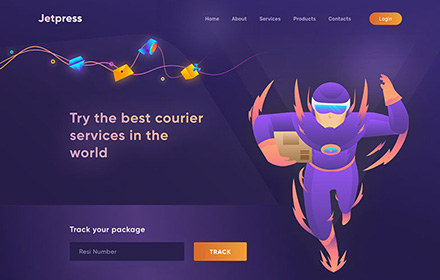 Jetpress
Home About Services Products Contacts Login
Try the best courier
services in the
world
Track your package
Resi Number TRACK